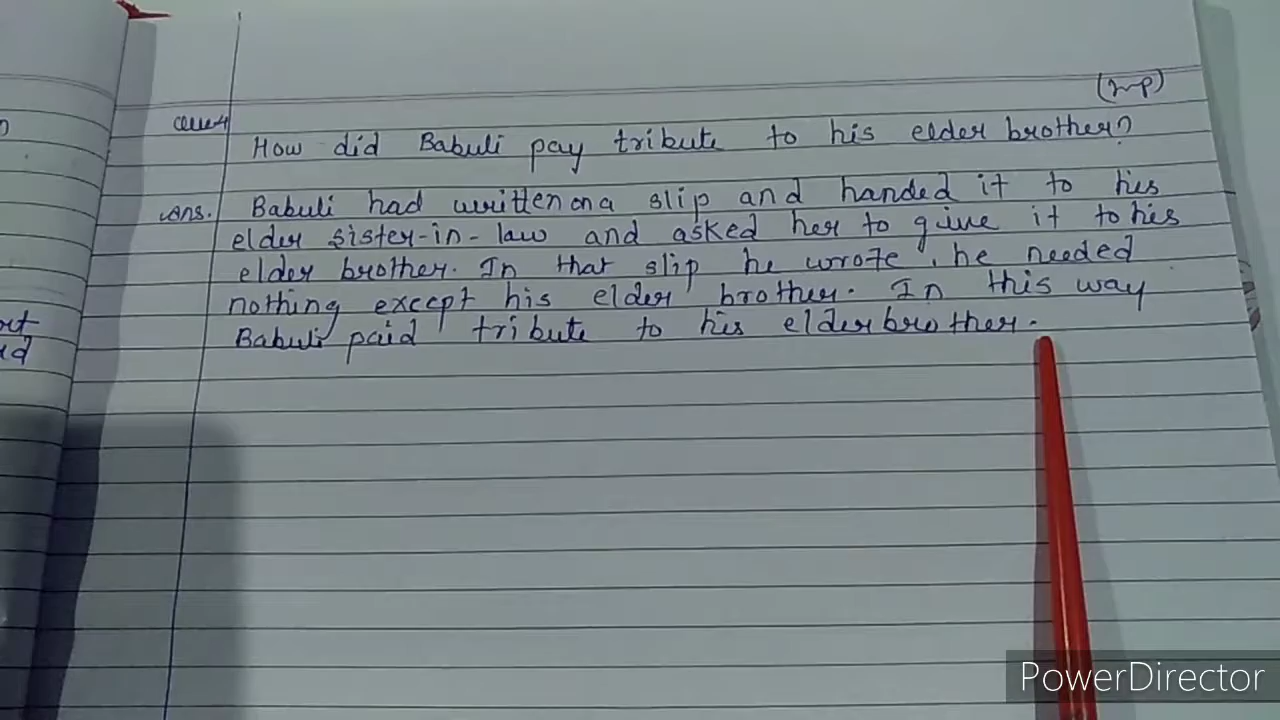 (Imp)
Ques
How did Babuli pay tribute to his elder brother?
Ans. Babuli had written on a slip and handed it to his
elder sister-in-law and asked her to give it to his
elder brother. In that slip he wrote, he needed
nothing except his elder brother. In this way
Babuli paid tribute to his elder brother.
PowerDirector